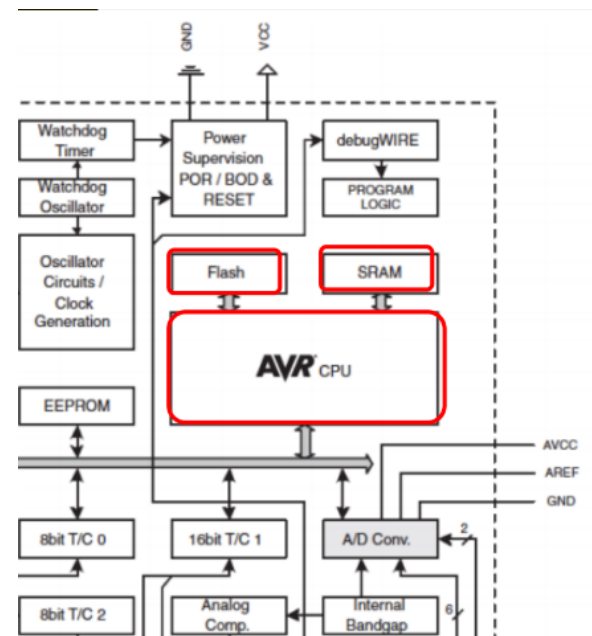 GND
VCC
Watchdog
Timer
Power
Supervision
POR / BOD &
RESET
debugWIRE
PROGRAM
LOGIC
Watchdog
Oscillator
Oscillator
Circuits /
Clock
Generation
Flash
SRAM
AVR CPU
EEPROM
AVCC
AREF
GND
8bit T/C 0
16bit T/C 1
A/D Conv.
2
8bit T/C 2
Analog
Comp.
Internal
Bandgap
6